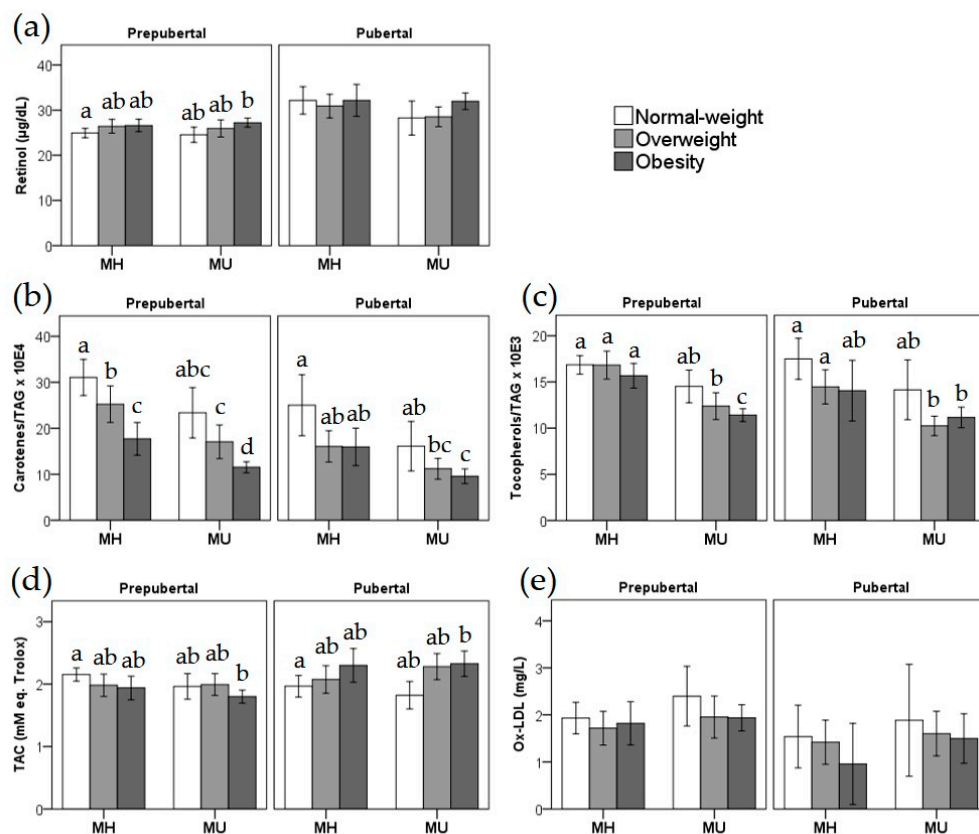 (a)
Prepubertal
Pubertal
Retinol (µg/dL)
40
30
20
10
0
a ab ab ab ab b
MH MU MH MU
Normal-weight
Overweight
Obesity
(b)
Prepubertal
Pubertal
Carotenes/TAG x 10E4
40
30
20
10
0
a b c abc c d
a ab ab ab bc c
MH MU MH MU
(c)
Prepubertal
Pubertal
Tocopherols/TAG x 10E3
20
15
10
5
0
a a a ab b c
a a ab ab b b
MH MU MH MU
(d)
Prepubertal
Pubertal
TAC (mM eq. Trolox)
3
2
1
0
a ab ab ab ab b
a ab ab ab ab b
MH MU MH MU
(e)
Prepubertal
Pubertal
Ox-LDL (mg/L)
4
3
2
1
0
MH MU MH MU